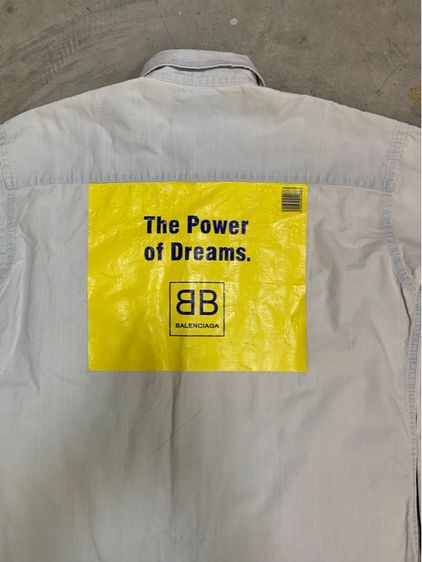 The Power
of Dreams.
BB
BALENCIAGA